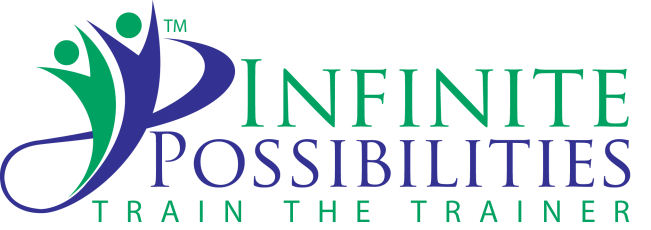 ™
INFINITE
POSSIBILITIES
TRAIN THE TRAINER